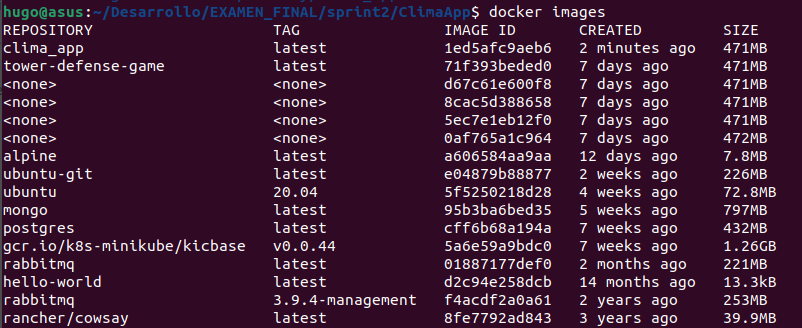 hugo@asus:~/Desarrollo/EXAMEN_FINAL/sprint2/ClimaApp$ docker images
REPOSITORY TAG IMAGE ID CREATED SIZE
clima_app latest 1ed5afc9aeb6 2 minutes ago 471MB
tower-defense-game latest 71f393beded0 7 days ago 471MB
<none> <none> d67c61e600f8 7 days ago 471MB
<none> <none> 8cac5d388658 7 days ago 471MB
<none> <none> 5ec7e1eb12f0 7 days ago 471MB
<none> <none> 0af765a1c964 7 days ago 472MB
alpine latest a606584aa9aa 12 days ago 7.8MB
ubuntu-git latest e04879b88877 2 weeks ago 226MB
ubuntu 20.04 5f5250218d28 4 weeks ago 72.8MB
mongo latest 95b3ba6bed35 5 weeks ago 797MB
postgres latest cff6b68a194a 7 weeks ago 432MB
gcr.io/k8s-minikube/kicbase v0.0.44 5a6e59a9bdc0 7 weeks ago 1.26GB
rabbitmq latest 01887177def0 2 months ago 221MB
hello-world latest d2c94e258dcb 14 months ago 13.3kB
rabbitmq 3.9.4-management f4acdf2a0a61 2 years ago 253MB
rancher/cowsay latest 8fe7792ad843 3 years ago 39.9MB